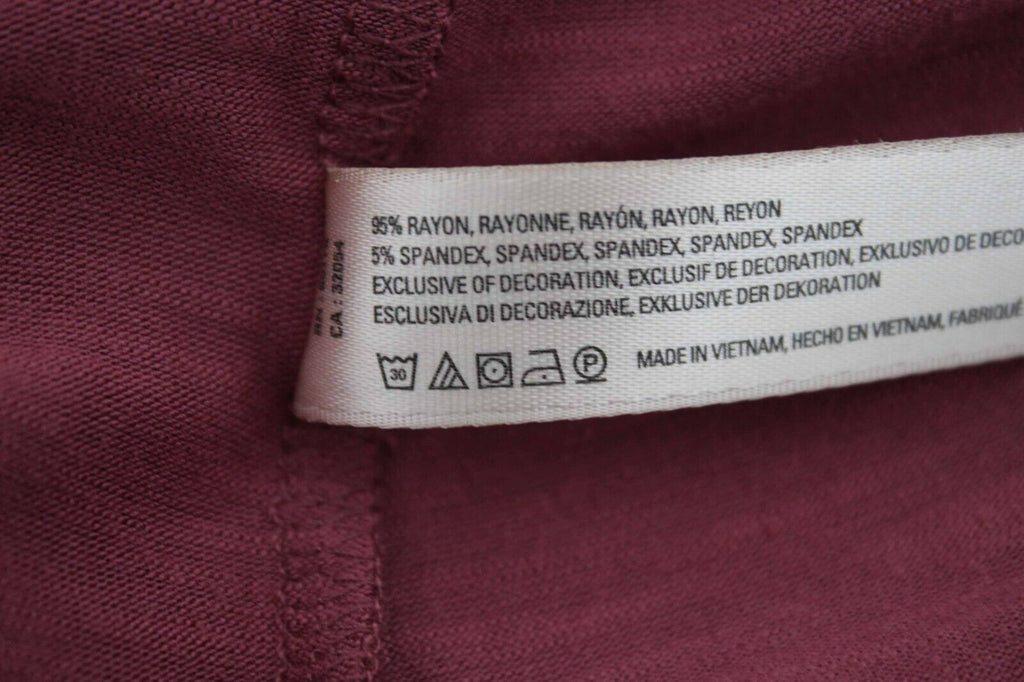 95% RAYON, RAYONNE, RAYÓN, RAYON, REYON
5% SPANDEX, SPANDEX, SPANDEX, SPANDEX, SPANDEX
EXCLUSIVE OF DECORATION, EXCLUSIF DE DECORATION, EXKLUSIVO DE DECO
ESCLUSIVA DI DECORAZIONE, EXKLUSIVE DER DEKORATION
30 P MADE IN VIETNAM, HECHO EN VIETNAM, FABRIQUÉ
CA : 32054